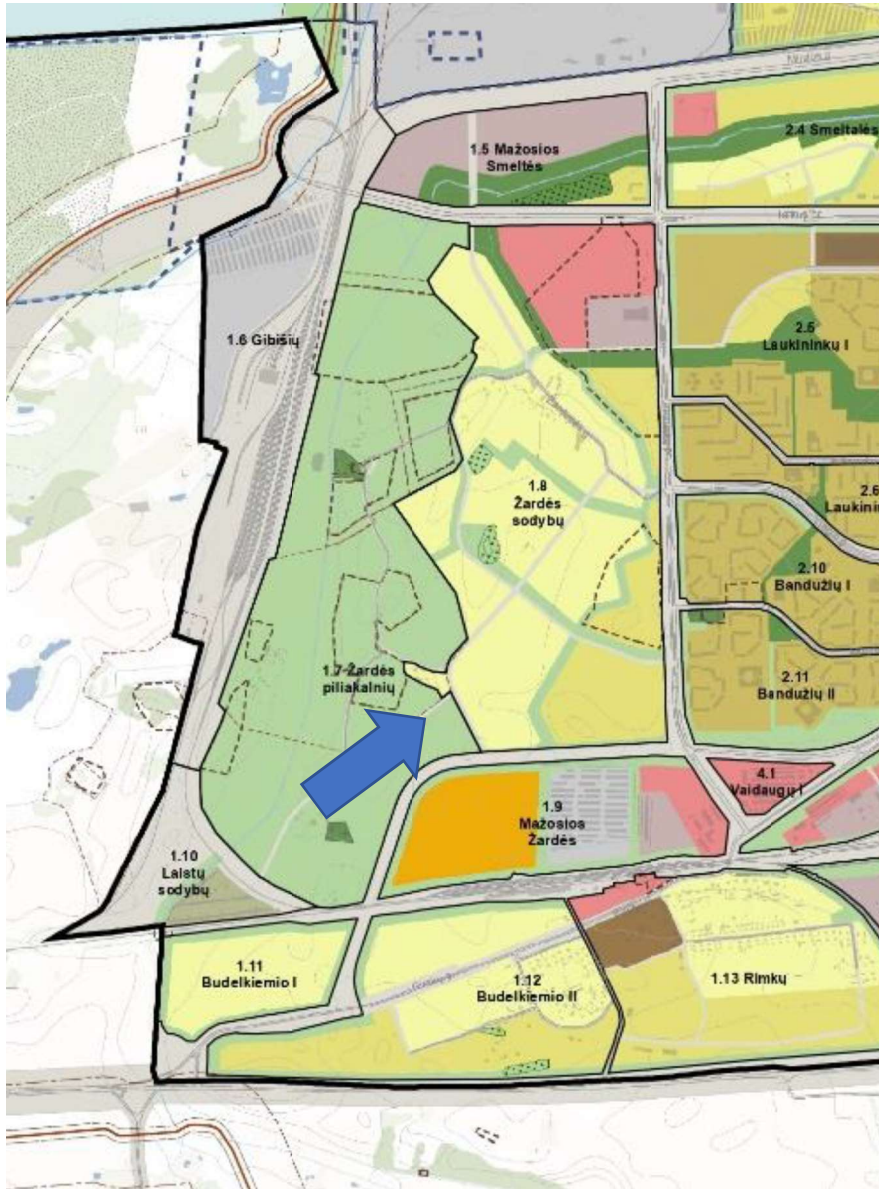 1.5 Mažosios
Smeltės
2.4 Smeltalės
1.6 Gibišių
2.5
Laukininkų I
1.8
Žardės
sodybų
2.6
2.10
Bandužių I
1.7 Žardės
piliakalnių
2.11
Bandužių II
4.1
Vaidaugų I
1.9
Mažosios
Žardės
1.10
Laistų
sodybų
1.11
Budelkiemio I
1.12
Budelkiemio II
1.13 Rimkų